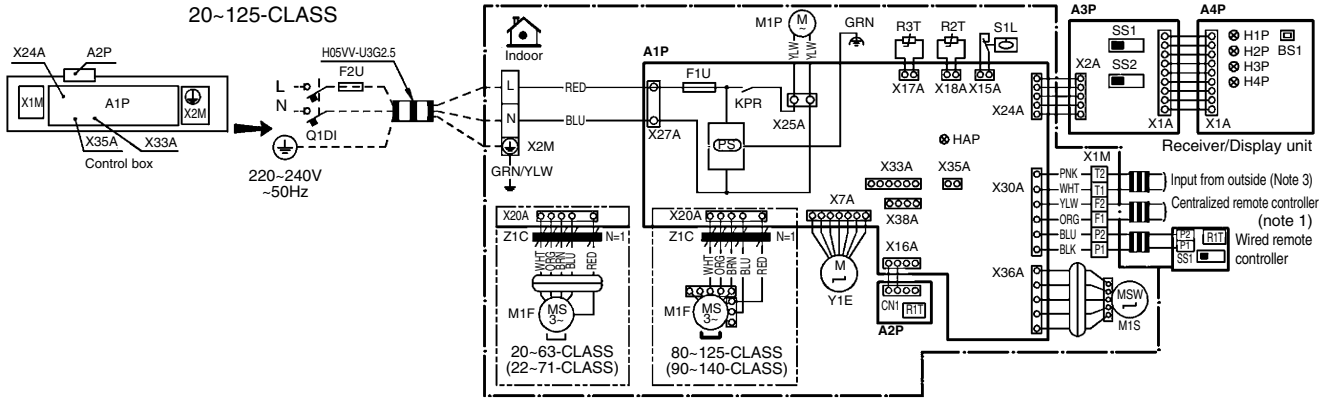 20~125-CLASS
X24A
A2P
X1M
A1P
X2M
X35A
X33A
Control box
H05VV-U3G2.5
F2U
L
N
Q1DI
220~240V
~50Hz
Indoor
L
N
X2M
GRN/YLW
RED
BLU
A1P
X27A
F1U
KPR
PS
M1P
M
~
YLW
YLW
GRN
X25A
R3T
R2T
S1L
X17A
X18A
X15A
HAP
X33A
X35A
X38A
X7A
M
Y1E
X16A
CN1
R1T
A2P
X20A
Z1C
N=1
WHT
ORG
BRN
BLU
RED
M1F
MS
3~
20~63-CLASS
(22~71-CLASS)
X20A
Z1C
N=1
WHT
ORG
BRN
BLU
RED
M1F
MS
3~
80~125-CLASS
(90~140-CLASS)
X24A
X2A
A3P
SS1
SS2
X1A
A4P
H1P
H2P
H3P
H4P
BS1
X1A
Receiver/Display unit
X1M
X30A
PNK T2
WHT T1
YLW F2
ORG F1
BLU P2
BLK P1
Input from outside (Note 3)
Centralized remote controller
(note 1)
P2
P1
R1T
SS1
Wired remote
controller
X36A
MSW
M1S